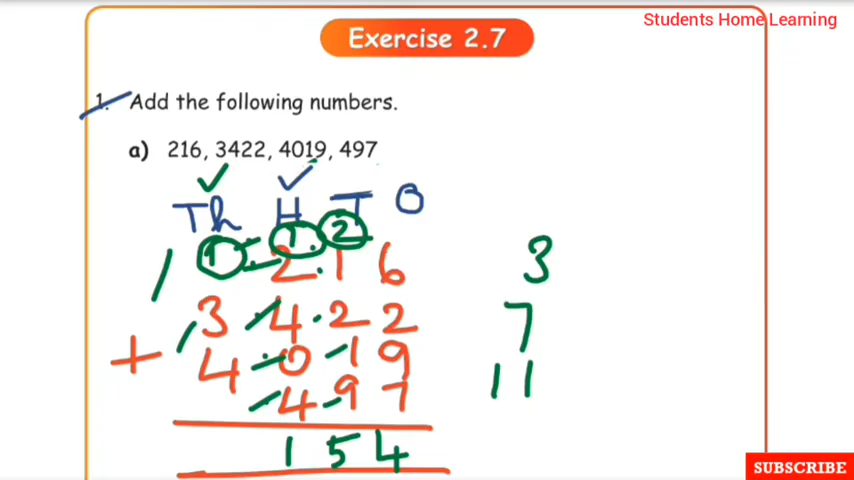 Students Home Learning
Exercise 2.7
1. Add the following numbers.
a) 216, 3422, 4019, 497
Th H T O
1 1 2
2 1 6
3 4 2 2
+ 4 0 1 9
4 9 7
1 5 4
3
7
11
SUBSCRIBE